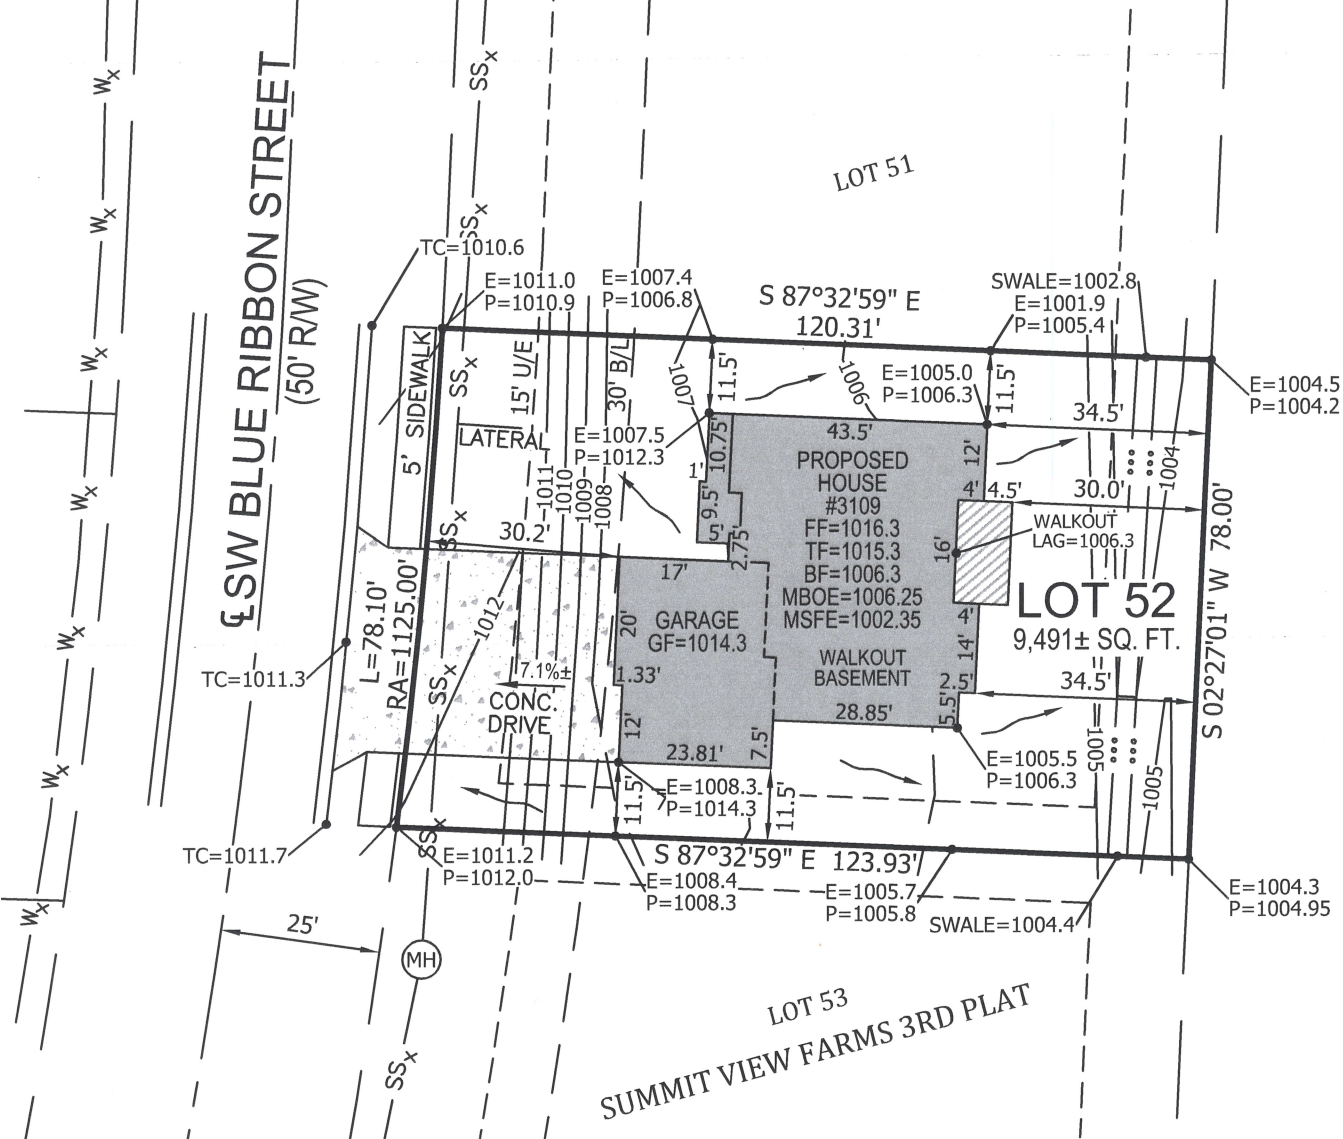 W
X
SSX
W
X
SSX
W
X
℄ SW BLUE RIBBON STREET
(50' R/W)
LOT 51
TC=1010.6
E=1011.0
P=1010.9
E=1007.4
P=1006.8
S 87°32'59" E
120.31'
SWALE=1002.8
E=1001.9
P=1005.4
E=1004.5
P=1004.2
5' SIDEWALK
SSX
15' U/E
30' B/L
1007
11.5'
1006
E=1005.0
P=1006.3
11.5'
34.5'
LATERAL
E=1007.5
P=1012.3
1011
1010
1009
1008
1'
10.75'
9.5'
5'
2.75'
43.5'
12'
4'
4.5'
30.0'
1004
PROPOSED
HOUSE
#3109
FF=1016.3
TF=1015.3
BF=1006.3
MBOE=1006.25
MSFE=1002.35
WALKOUT
BASEMENT
WALKOUT
LAG=1006.3
16'
LOT 52
9,491± SQ. FT.
S 02°27'01" W 78.00'
W
X
SSX
30.2'
17'
GARAGE
GF=1014.3
20'
1.33'
12'
23.81'
7.5'
28.85'
4'
14'
2.5'
5.5'
34.5'
L=78.10'
RA=1125.00'
1012
7.1%±
CONC.
DRIVE
SSX
TC=1011.3
W
X
1005
1005
E=1005.5
P=1006.3
E=1008.3
P=1014.3
11.5'
11.5'
TC=1011.7
SSX
E=1011.2
P=1012.0
S 87°32'59" E 123.93'
E=1008.4
P=1008.3
E=1005.7
P=1005.8
SWALE=1004.4
E=1004.3
P=1004.95
W
X
25'
MH
SSX
LOT 53
SUMMIT VIEW FARMS 3RD PLAT